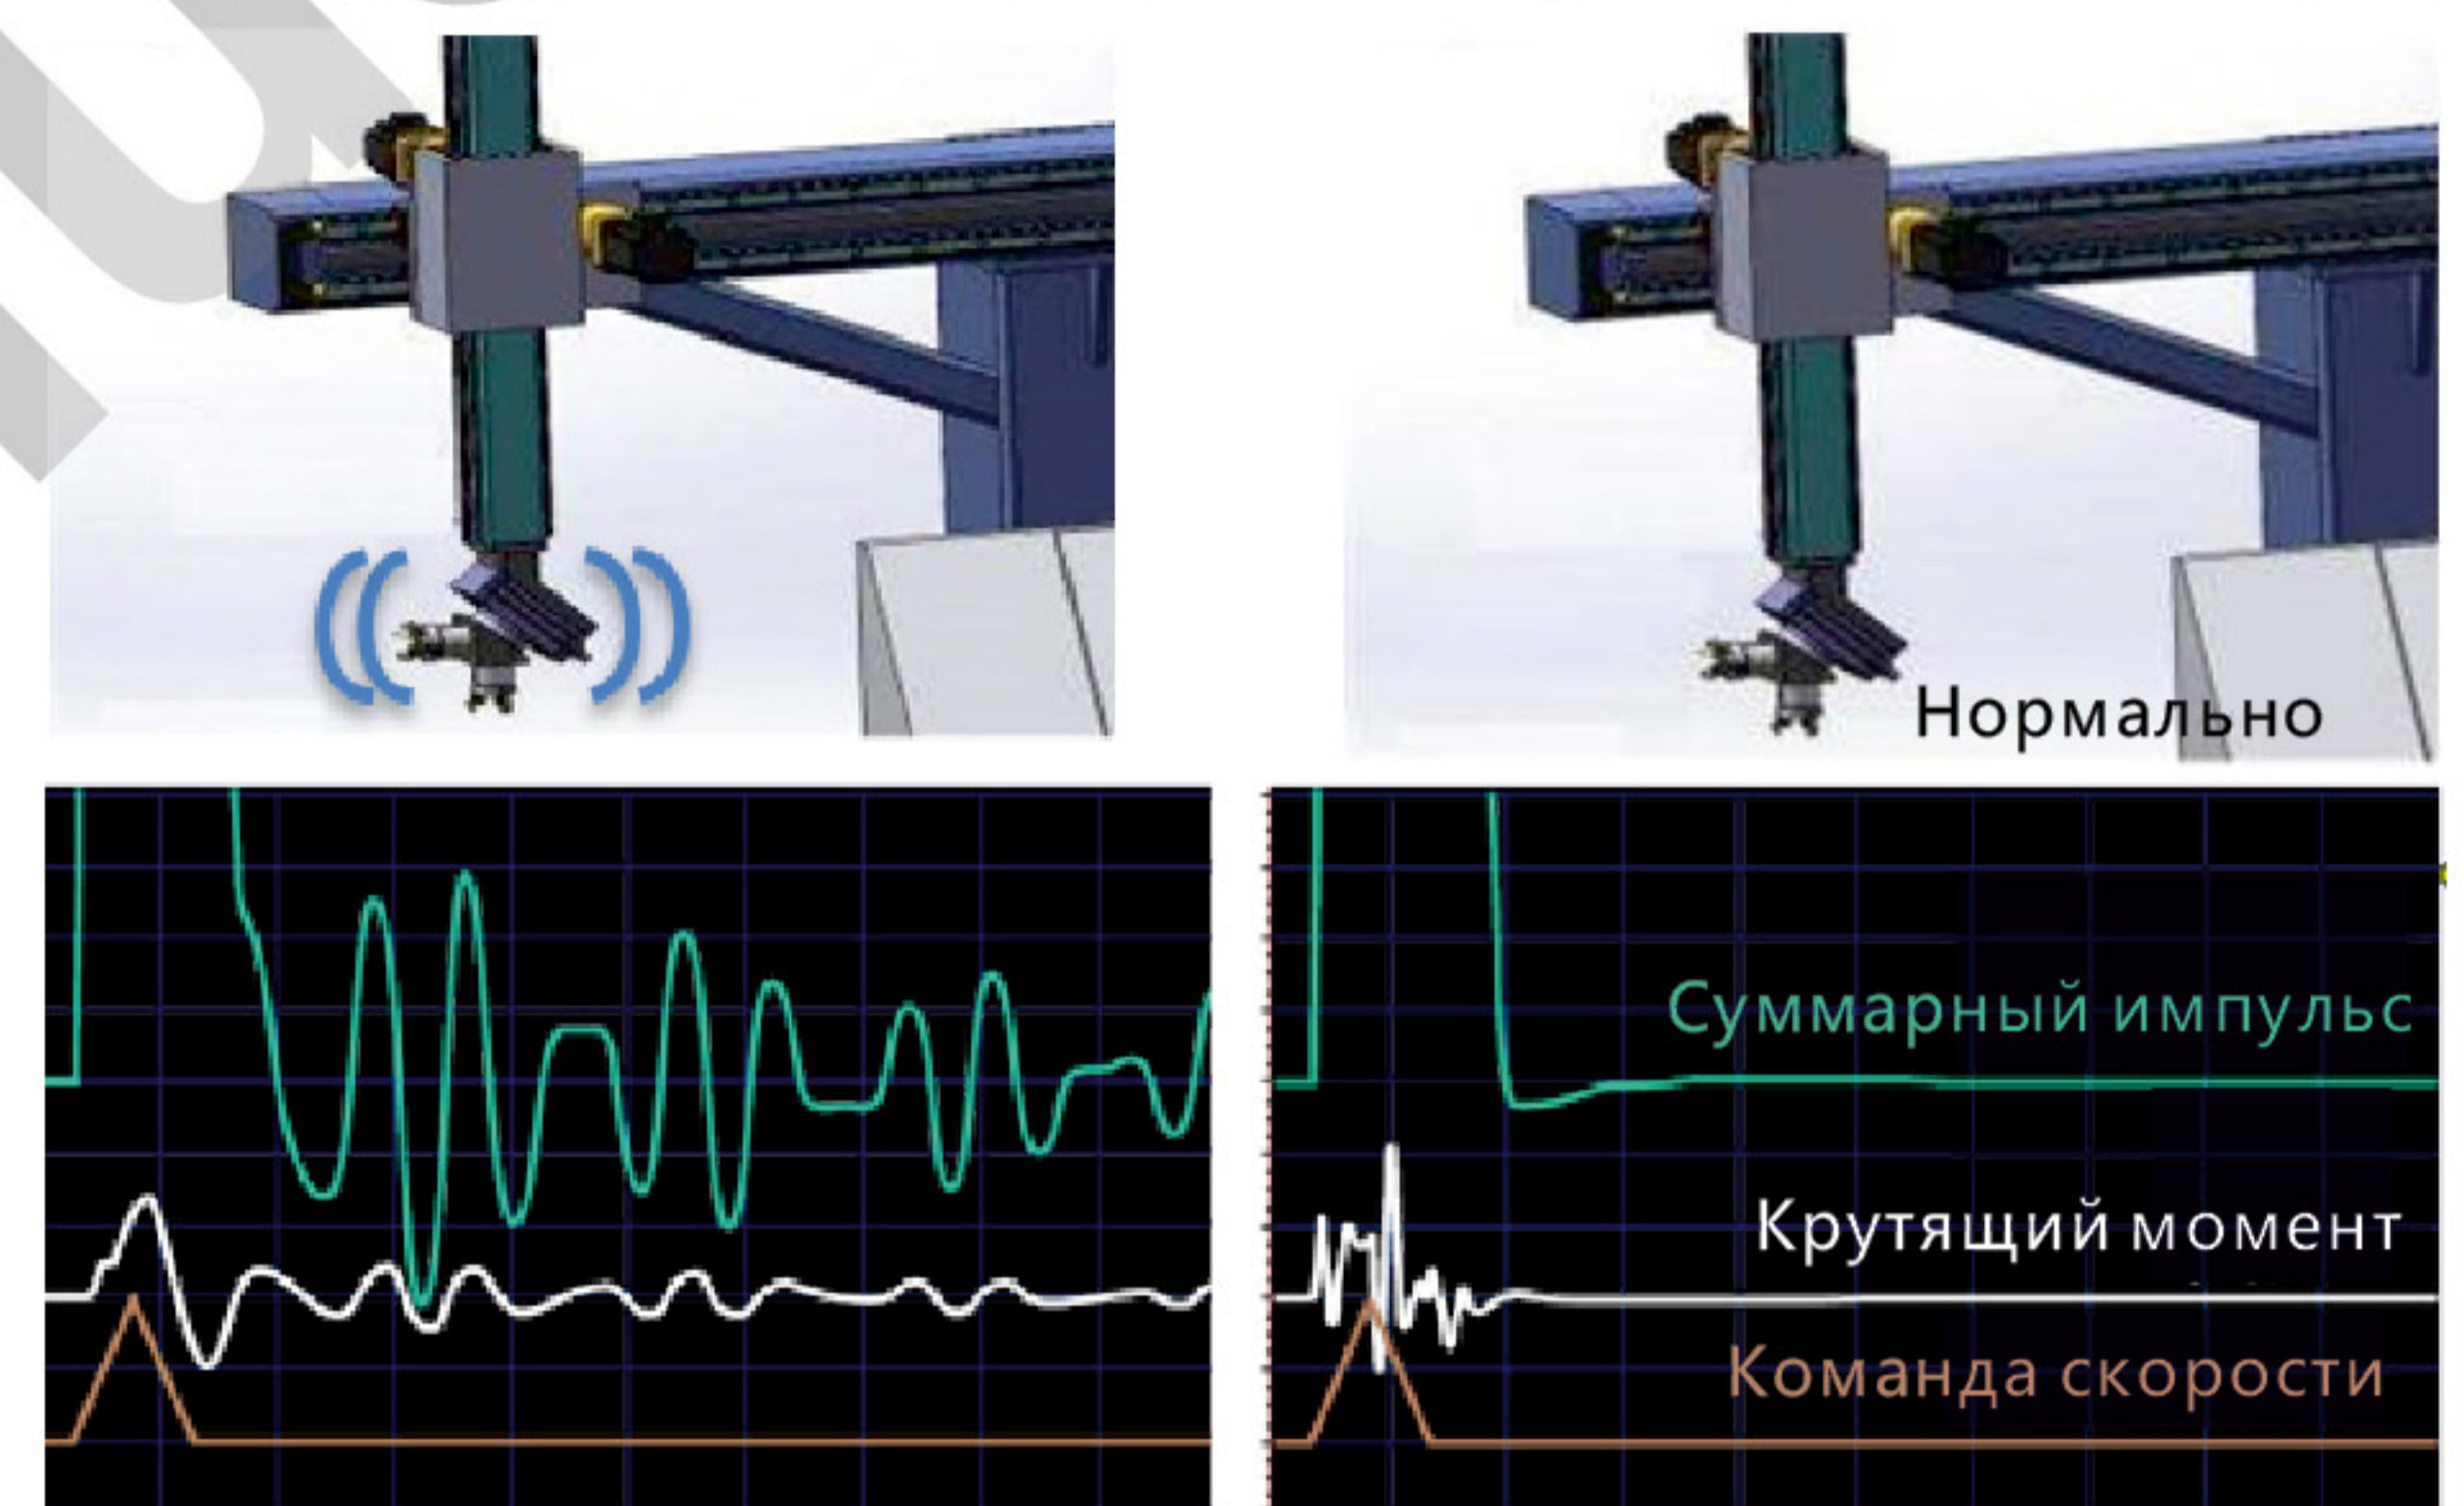 Нормально
Суммарный импульс
Крутящий момент
Команда скорости